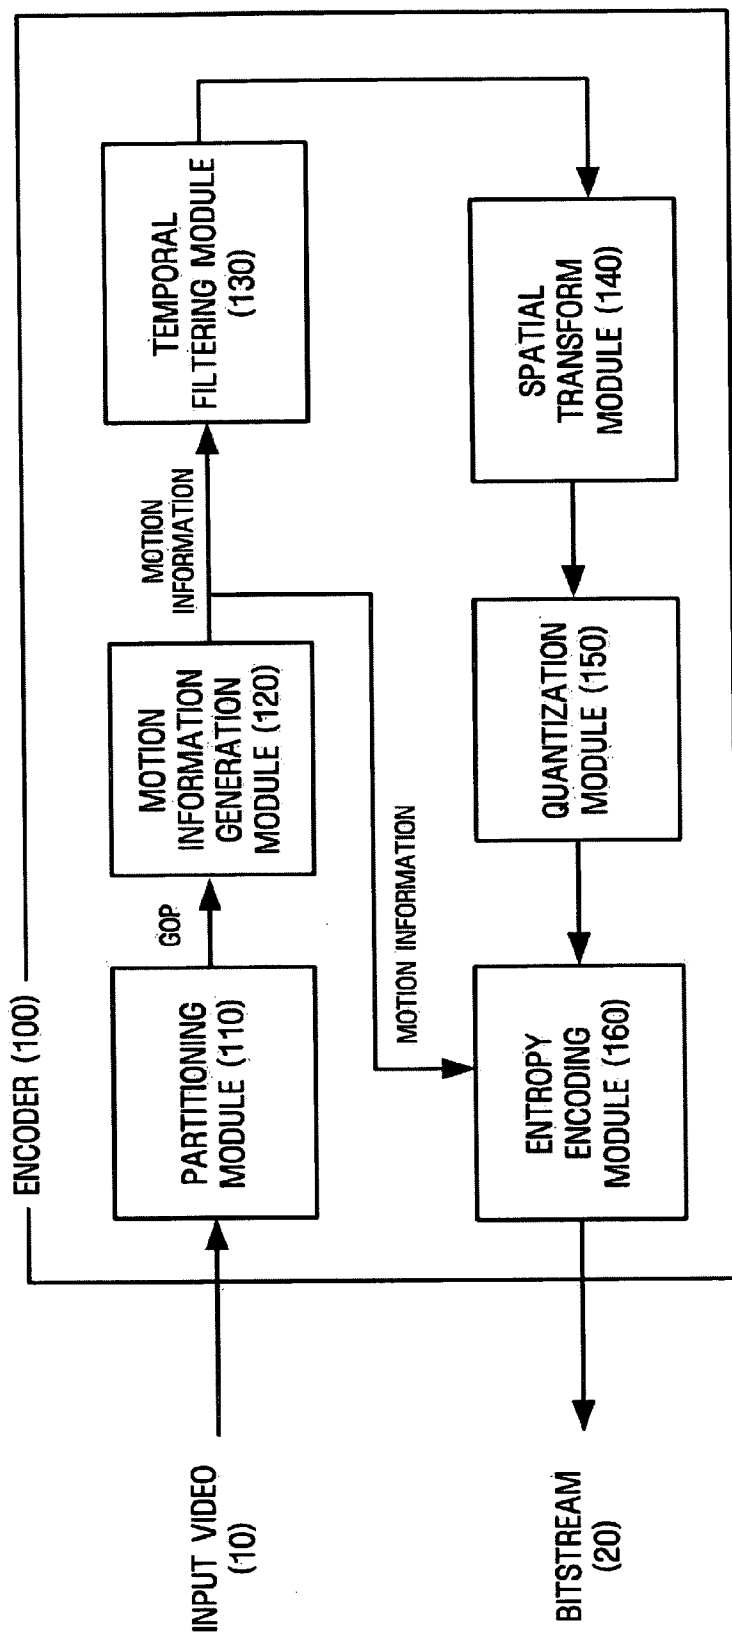 ENCODER (100)
INPUT VIDEO
(10)
PARTITIONING
MODULE (110)
GOP
MOTION
INFORMATION
GENERATION
MODULE (120)
MOTION
INFORMATION
TEMPORAL
FILTERING MODULE
(130)
MOTION INFORMATION
BITSTREAM
(20)
ENTROPY
ENCODING
MODULE (160)
QUANTIZATION
MODULE (150)
SPATIAL
TRANSFORM
MODULE (140)